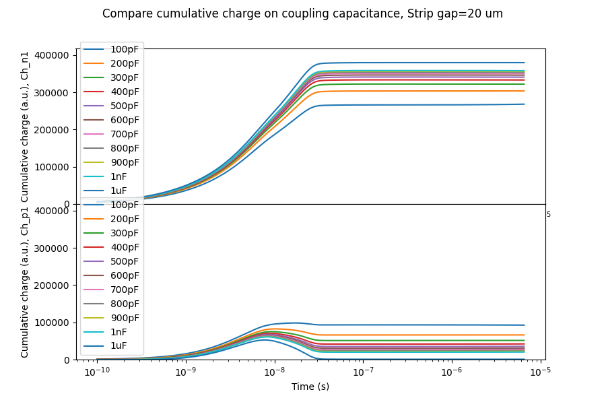 Compare cumulative charge on coupling capacitance, Strip gap=20 um
Cumulative charge (a.u.), Ch_n1
400000
300000
200000
100000
0
100pF
200pF
300pF
400pF
500pF
600pF
700pF
800pF
900pF
1nF
1uF
5
Cumulative charge (a.u.), Ch_p1
400000
300000
200000
100000
0
100pF
200pF
300pF
400pF
500pF
600pF
700pF
800pF
900pF
1nF
1uF
10⁻¹⁰ 10⁻⁹ 10⁻⁸ 10⁻⁷ 10⁻⁶ 10⁻⁵
Time (s)